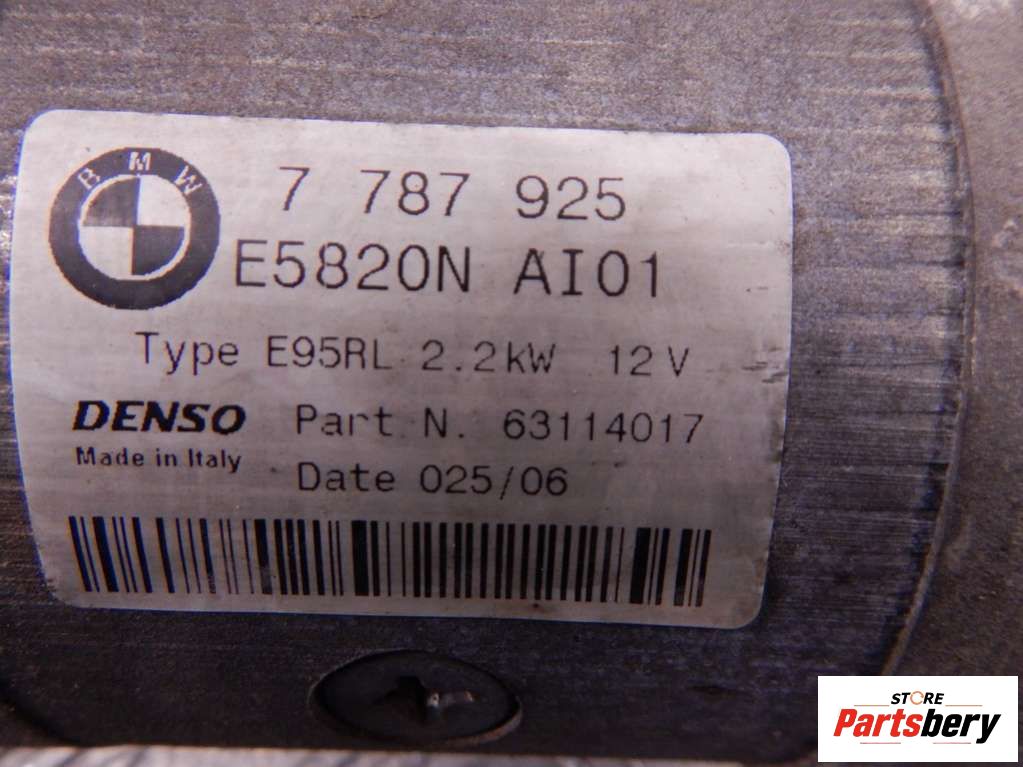 BMW
7 787 925
E5820N AI01
Type E95RL 2.2kW 12V
DENSO Part N. 63114017
Made in Italy
Date 025/06
STORE
Partsbery